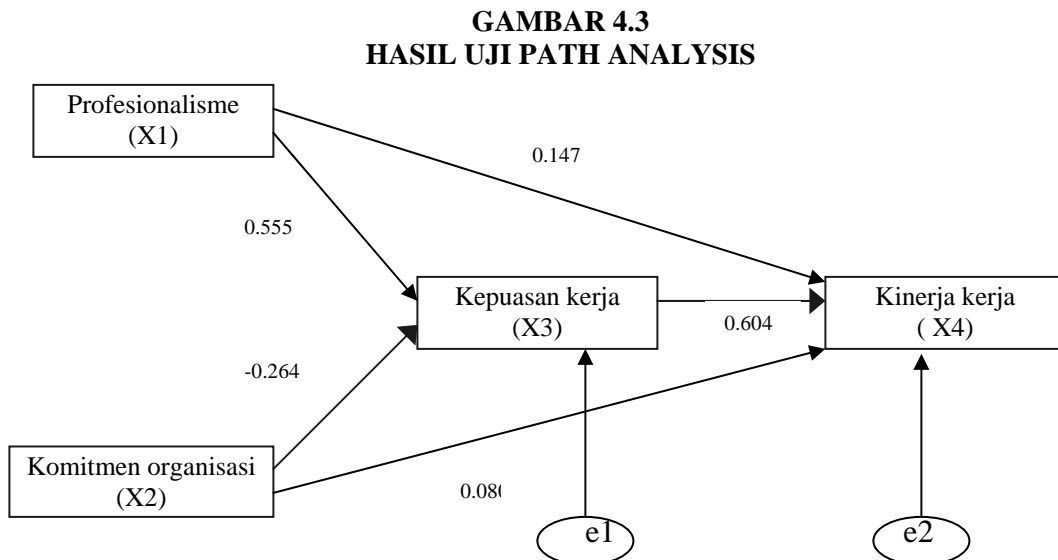 GAMBAR 4.3
HASIL UJI PATH ANALYSIS
Profesionalisme
(X1)
0.147
0.555
Kepuasan kerja
(X3)
0.604
Kinerja kerja
( X4)
-0.264
Komitmen organisasi
(X2)
e1
e2